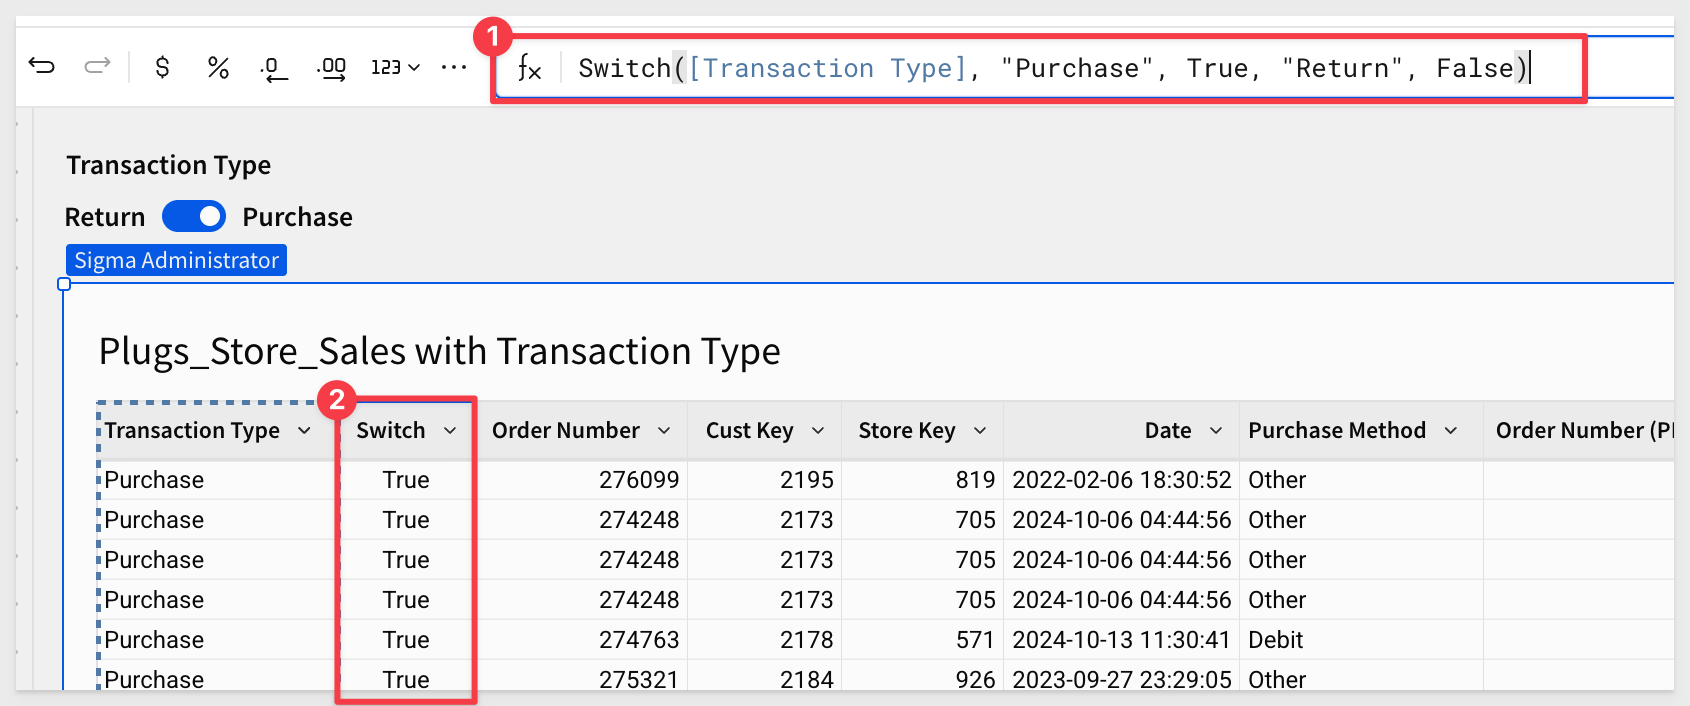 1
$ % .0 .00 123 ... fx Switch([Transaction Type], "Purchase", True, "Return", False)
Transaction Type
Return Purchase
Sigma Administrator
Plugs_Store_Sales with Transaction Type
2
Transaction Type Switch Order Number Cust Key Store Key Date Purchase Method Order Number (Pl
Purchase True 276099 2195 819 2022-02-06 18:30:52 Other
Purchase True 274248 2173 705 2024-10-06 04:44:56 Other
Purchase True 274248 2173 705 2024-10-06 04:44:56 Other
Purchase True 274248 2173 705 2024-10-06 04:44:56 Other
Purchase True 274763 2178 571 2024-10-13 11:30:41 Debit
Purchase True 275321 2184 926 2023-09-27 23:29:05 Other